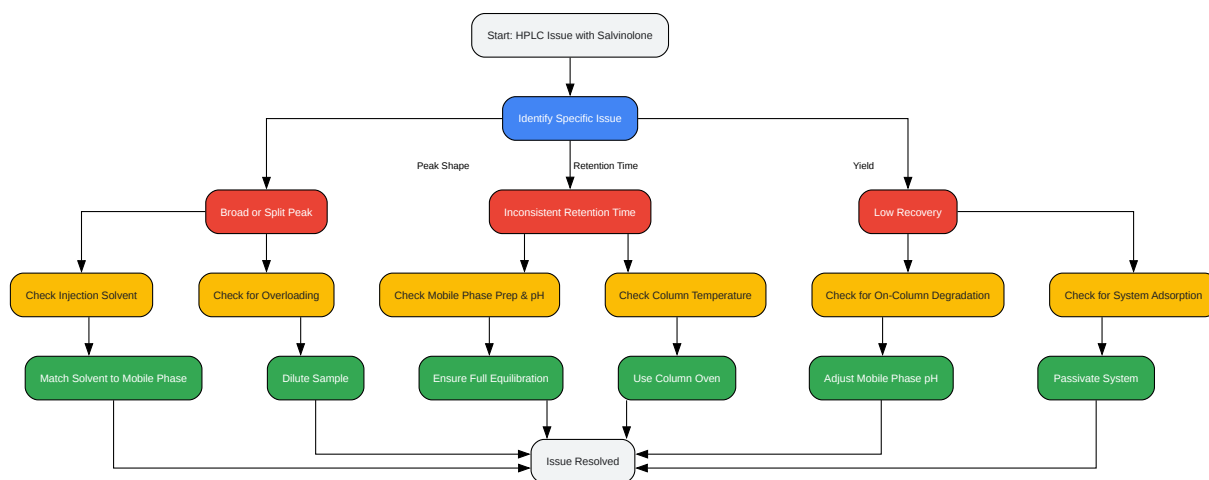 Start: HPLC Issue with Salvinolone
Identify Specific Issue
Peak Shape
Retention Time
Yield
Broad or Split Peak
Inconsistent Retention Time
Low Recovery
Check Injection Solvent
Check for Overloading
Check Mobile Phase Prep & pH
Check Column Temperature
Check for On-Column Degradation
Check for System Adsorption
Match Solvent to Mobile Phase
Dilute Sample
Ensure Full Equilibration
Use Column Oven
Adjust Mobile Phase pH
Passivate System
Issue Resolved